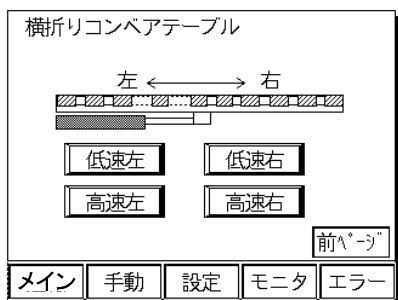 横折りコンベアテーブル
左 右
低速左 低速右
高速左 高速右
前ﾍﾟｰｼﾞ
メイン 手動 設定 モニタ エラー